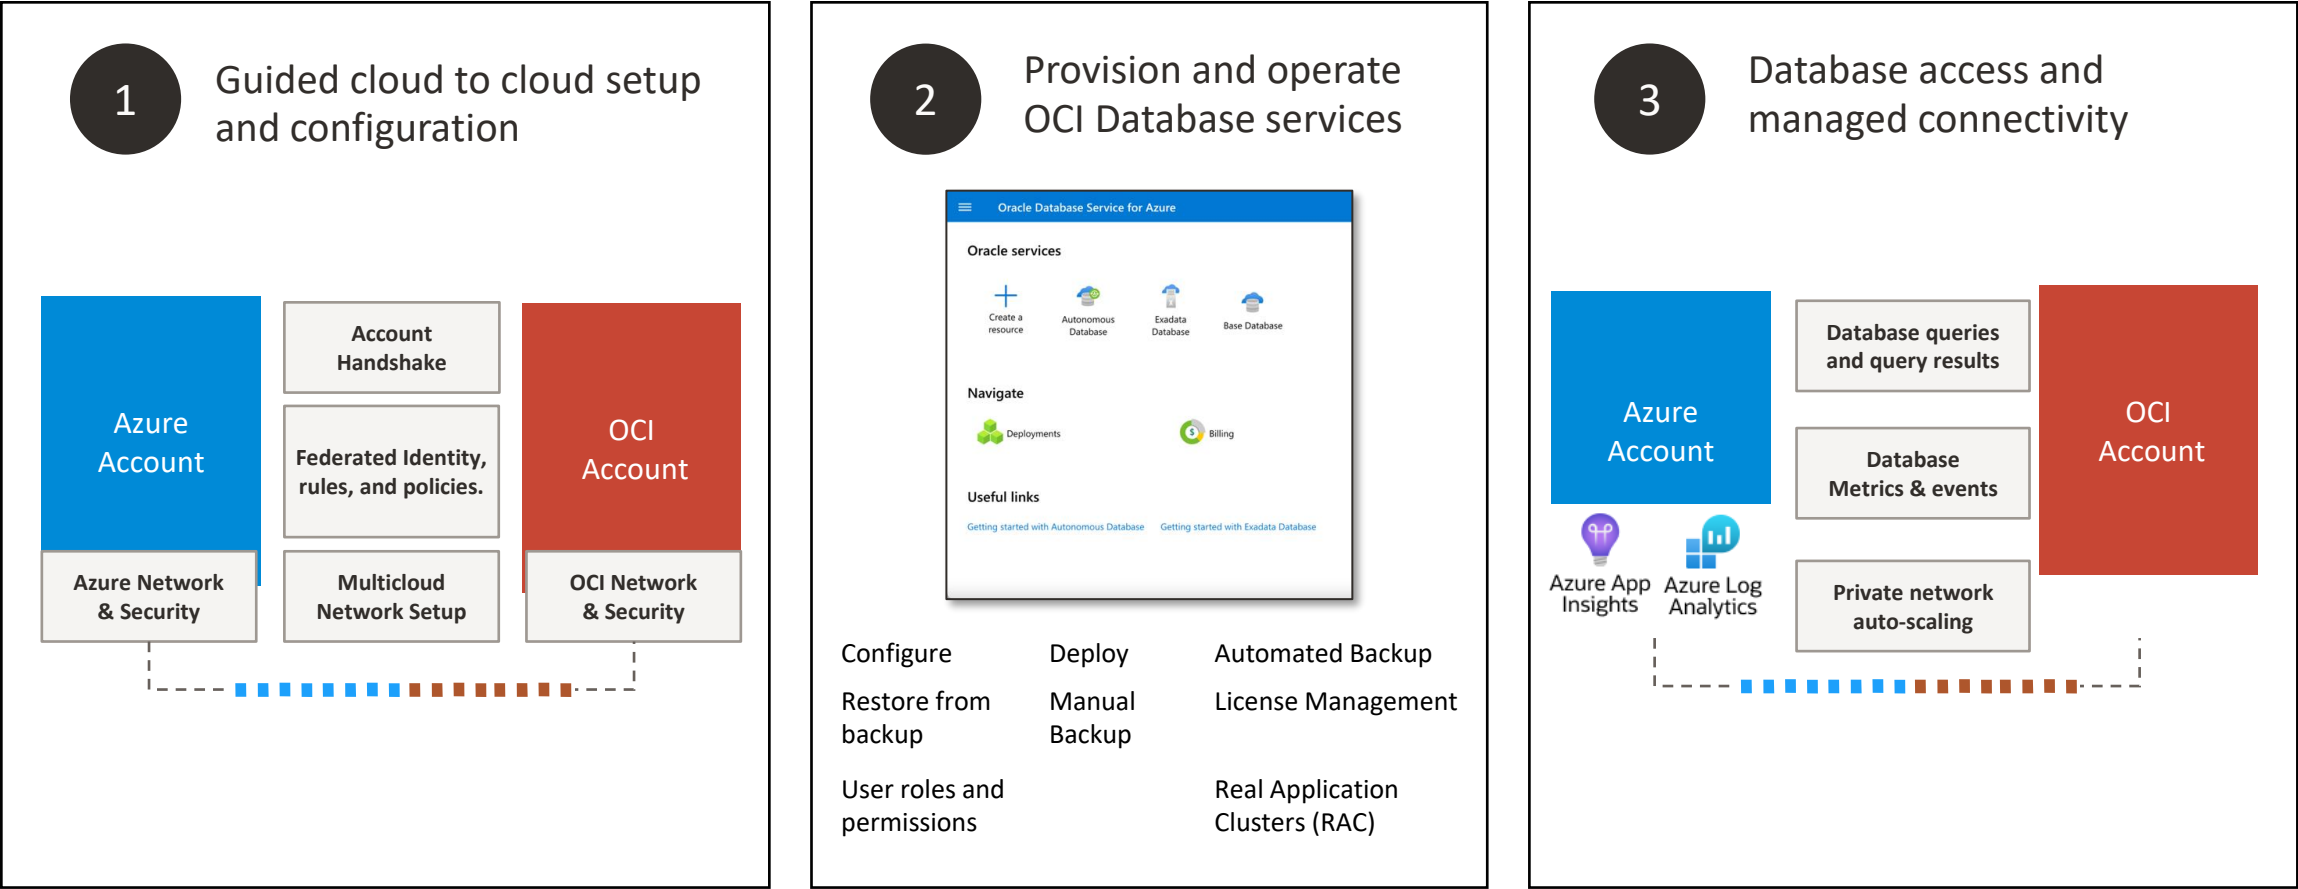 1
Guided cloud to cloud setup
and configuration
Azure
Account
Account
Handshake
Federated Identity,
rules, and policies.
OCI
Account
Azure Network
& Security
Multicloud
Network Setup
OCI Network
& Security
2
Provision and operate
OCI Database services
Oracle Database Service for Azure
Oracle services
Create a
resource
Autonomous
Database
Exadata
Database
Base Database
Navigate
Deployments
$
Billing
Useful links
Getting started with Autonomous Database
Getting started with Exadata Database
Configure
Deploy
Automated Backup
Restore from
backup
Manual
Backup
License Management
User roles and
permissions
Real Application
Clusters (RAC)
3
Database access and
managed connectivity
Azure
Account
Database queries
and query results
Database
Metrics & events
OCI
Account
Azure App
Insights
Azure Log
Analytics
Private network
auto-scaling